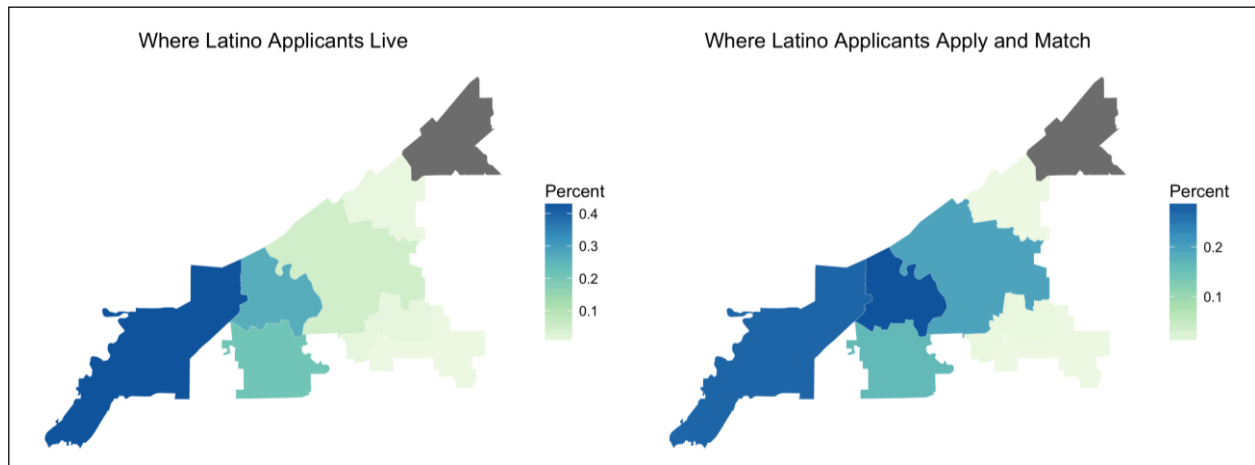 Where Latino Applicants Live
Percent
0.4
0.3
0.2
0.1
Where Latino Applicants Apply and Match
Percent
0.2
0.1